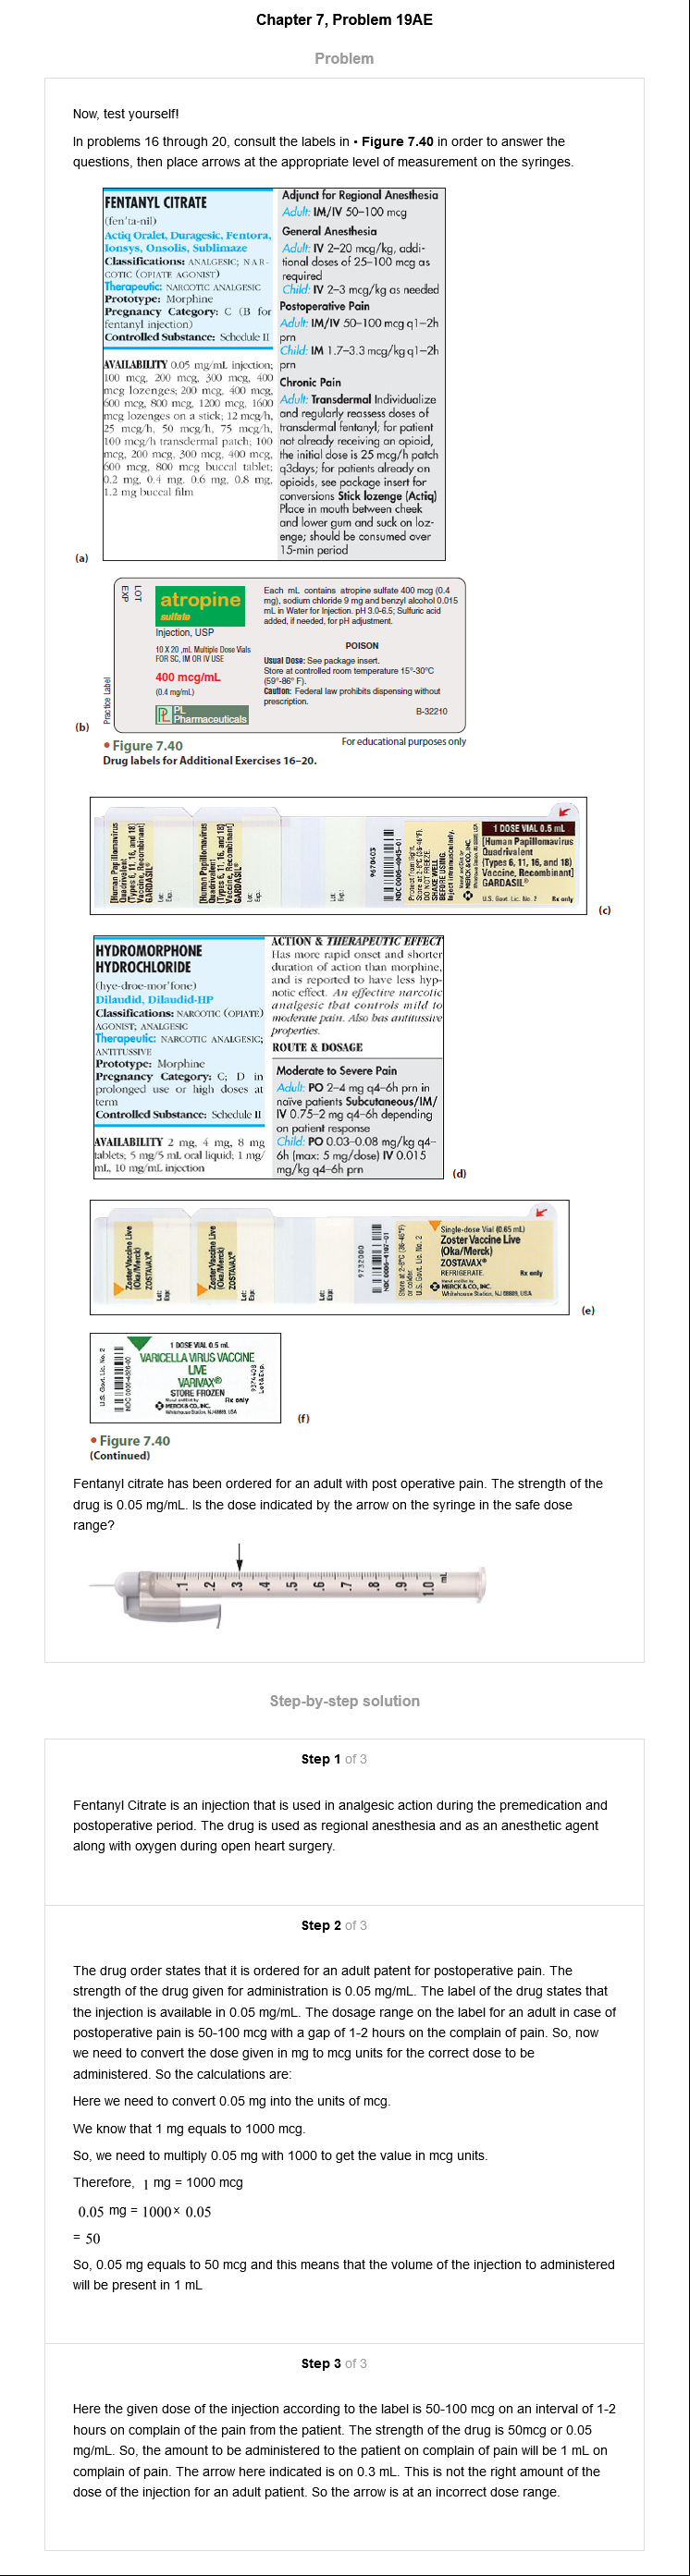 Chapter 7, Problem 19AE
Problem
Now, test yourself!
In problems 16 through 20, consult the labels in • Figure 7.40 in order to answer the
questions, then place arrows at the appropriate level of measurement on the syringes.
FENTANYL CITRATE
(fen'ta-nil)
Actiq Oralet, Duragesic, Fentora,
Ionsys, Onsolis, Sublimaze
Classifications: ANALGESIC; NAR-
COTIC (OPIATE AGONIST)
Therapeutic: NARCOTIC ANALGESIC
Prototype: Morphine
Pregnancy Category: C (B for
fentanyl injection)
Controlled Substance: Schedule II
AVAILABILITY 0.05 mg/mL injection;
100 mcg, 200 mcg, 300 mcg, 400
mcg lozenges; 200 mcg, 400 mcg,
600 mcg, 800 mcg, 1200 mcg, 1600
mcg lozenges on a stick; 12 mcg/h,
25 mcg/h, 50 mcg/h, 75 mcg/h,
100 mcg/h transdermal patch; 100
mcg, 200 mcg, 300 mcg, 400 mcg,
600 mcg, 800 mcg buccal tablet;
0.2 mg, 0.4 mg, 0.6 mg, 0.8 mg,
1.2 mg buccal film
Adjunct for Regional Anesthesia
Adult: IM/IV 50–100 mcg
General Anesthesia
Adult: IV 2–20 mcg/kg, addi-
tional doses of 25–100 mcg as
required
Child: IV 2–3 mcg/kg as needed
Postoperative Pain
Adult: IM/IV 50–100 mcg q1–2h
prn
Child: IM 1.7–3.3 mcg/kg q1–2h
prn
Chronic Pain
Adult: Transdermal Individualize
and regularly reassess doses of
transdermal fentanyl; for patient
not already receiving an opioid,
the initial dose is 25 mcg/h patch
q3days; for patients already on
opioids, see package insert for
conversions Stick lozenge (Actiq)
Place in mouth between cheek
and lower gum and suck on loz-
enge; should be consumed over
15-min period
(a)
LOT
EXP
atropine
sulfate
Injection, USP
10 X 20 ,mL Multiple Dose Vials
FOR SC, IM OR IV USE
400 mcg/mL
(0.4 mg/mL)
PL
Pharmaceuticals
Each mL contains atropine sulfate 400 mcg (0.4
mg), sodium chloride 9 mg and benzyl alcohol 0.015
mL in Water for Injection. pH 3.0-6.5; Sulfuric acid
added, if needed, for pH adjustment.
POISON
Usual Dose: See package insert.
Store at controlled room temperature 15°-30°C
(59°-86° F).
Caution: Federal law prohibits dispensing without
prescription.
B-32210
Practice Label
(b)
For educational purposes only
• Figure 7.40
Drug labels for Additional Exercises 16–20.
[Human Papillomavirus
Quadrivalent
(Types 6, 11, 16, and 18)
Vaccine, Recombinant]
GARDASIL®
Lot:
Exp.:
[Human Papillomavirus
Quadrivalent
(Types 6, 11, 16, and 18)
Vaccine, Recombinant]
GARDASIL®
Lot:
Exp.:
Lot:
Exp.:
9679403
NDC 0006-4045-01
Protect from light.
Store at 2-8°C (36-46°F).
DO NOT FREEZE.
SHAKE WELL
BEFORE USING.
Inject intramuscularly.
MERCK & CO., INC.
1 DOSE VIAL 0.5 mL
[Human Papillomavirus
Quadrivalent
(Types 6, 11, 16, and 18)
Vaccine, Recombinant]
GARDASIL®
U.S. Govt. Lic. No. 2 Rx only
(c)
HYDROMORPHONE
HYDROCHLORIDE
(hye-droe-mor'fone)
Dilaudid, Dilaudid-HP
Classifications: NARCOTIC (OPIATE)
AGONIST; ANALGESIC
Therapeutic: NARCOTIC ANALGESIC;
ANTITUSSIVE
Prototype: Morphine
Pregnancy Category: C; D in
prolonged use or high doses at
term
Controlled Substance: Schedule II
AVAILABILITY 2 mg, 4 mg, 8 mg
tablets; 5 mg/5 mL oral liquid; 1 mg/
mL, 10 mg/mL injection
ACTION & THERAPEUTIC EFFECT
Has more rapid onset and shorter
duration of action than morphine,
and is reported to have less hyp-
notic effect. An effective narcotic
analgesic that controls mild to
moderate pain. Also has antitussive
properties.
ROUTE & DOSAGE
Moderate to Severe Pain
Adult: PO 2–4 mg q4–6h prn in
naïve patients Subcutaneous/IM/
IV 0.75–2 mg q4–6h depending
on patient response
Child: PO 0.03–0.08 mg/kg q4–
6h (max: 5 mg/dose) IV 0.015
mg/kg q4–6h prn
(d)
Zoster Vaccine Live
(Oka/Merck)
ZOSTAVAX®
Lot:
Exp:
Zoster Vaccine Live
(Oka/Merck)
ZOSTAVAX®
Lot:
Exp:
Lot:
Exp:
9732000
NDC 0006-4197-01
Store at 2-8°C (36-46°F)
or colder.
U.S. Govt. Lic. No. 2
Single-dose Vial (0.65 mL)
Zoster Vaccine Live
(Oka/Merck)
ZOSTAVAX®
REFRIGERATE. Rx only
MERCK & CO., INC.
Whitehouse Station, NJ 08889, USA
(e)
U.S. Govt. Lic. No. 2
NDC 0006-4826-00
1 DOSE VIAL 0.5 mL
VARICELLA VIRUS VACCINE
LIVE
VARIVAX®
STORE FROZEN
Rx only
MERCK & CO., INC.
Whitehouse Station, NJ 08889, USA
9374408
Lot&Exp.
(f)
• Figure 7.40
(Continued)
Fentanyl citrate has been ordered for an adult with post operative pain. The strength of the
drug is 0.05 mg/mL. Is the dose indicated by the arrow on the syringe in the safe dose
range?
.1 .2 .3 .4 .5 .6 .7 .8 .9 1.0 mL
Step-by-step solution
Step 1 of 3
Fentanyl Citrate is an injection that is used in analgesic action during the premedication and
postoperative period. The drug is used as regional anesthesia and as an anesthetic agent
along with oxygen during open heart surgery.
Step 2 of 3
The drug order states that it is ordered for an adult patent for postoperative pain. The
strength of the drug given for administration is 0.05 mg/mL. The label of the drug states that
the injection is available in 0.05 mg/mL. The dosage range on the label for an adult in case of
postoperative pain is 50-100 mcg with a gap of 1-2 hours on the complain of pain. So, now
we need to convert the dose given in mg to mcg units for the correct dose to be
administered. So the calculations are:
Here we need to convert 0.05 mg into the units of mcg.
We know that 1 mg equals to 1000 mcg.
So, we need to multiply 0.05 mg with 1000 to get the value in mcg units.
Therefore, 1 mg = 1000 mcg
0.05 mg = 1000× 0.05
= 50
So, 0.05 mg equals to 50 mcg and this means that the volume of the injection to administered
will be present in 1 mL
Step 3 of 3
Here the given dose of the injection according to the label is 50-100 mcg on an interval of 1-2
hours on complain of the pain from the patient. The strength of the drug is 50mcg or 0.05
mg/mL. So, the amount to be administered to the patient on complain of pain will be 1 mL on
complain of pain. The arrow here indicated is on 0.3 mL. This is not the right amount of the
dose of the injection for an adult patient. So the arrow is at an incorrect dose range.